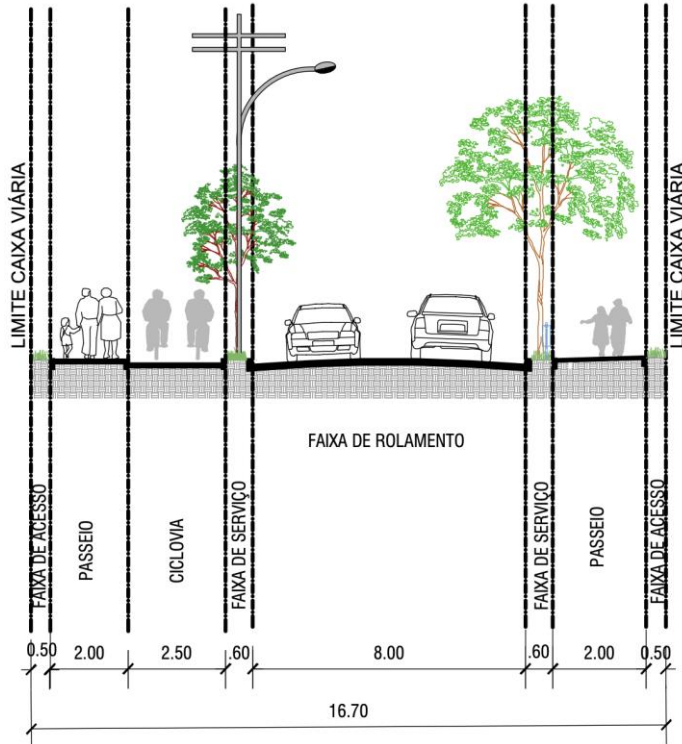 LIMITE CAIXA VIÁRIA
LIMITE CAIXA VIÁRIA
FAIXA DE ROLAMENTO
FAIXA DE ACESSO
PASSEIO
CICLOVIA
FAIXA DE SERVIÇO
FAIXA DE SERVIÇO
PASSEIO
FAIXA DE ACESSO
0.50 2.00 2.50 .60 8.00 .60 2.00 0.50
16.70